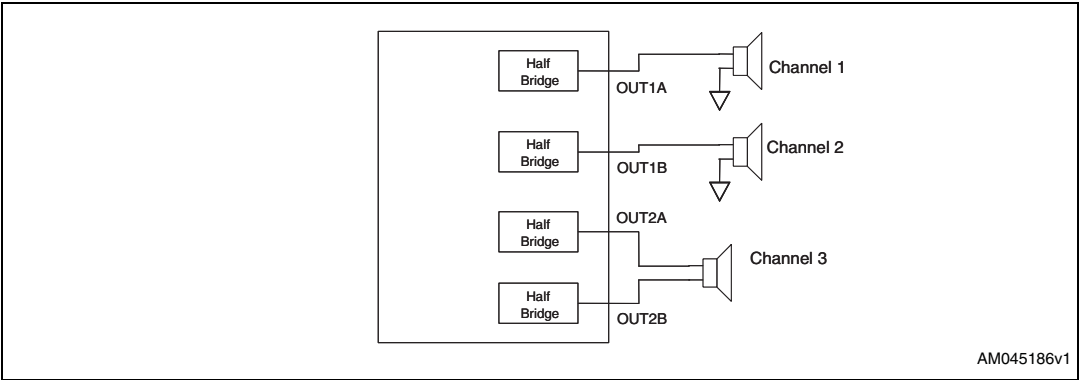 Half
Bridge
OUT1A
Channel 1
Half
Bridge
OUT1B
Channel 2
Half
Bridge
OUT2A
Channel 3
Half
Bridge
OUT2B
AM045186v1